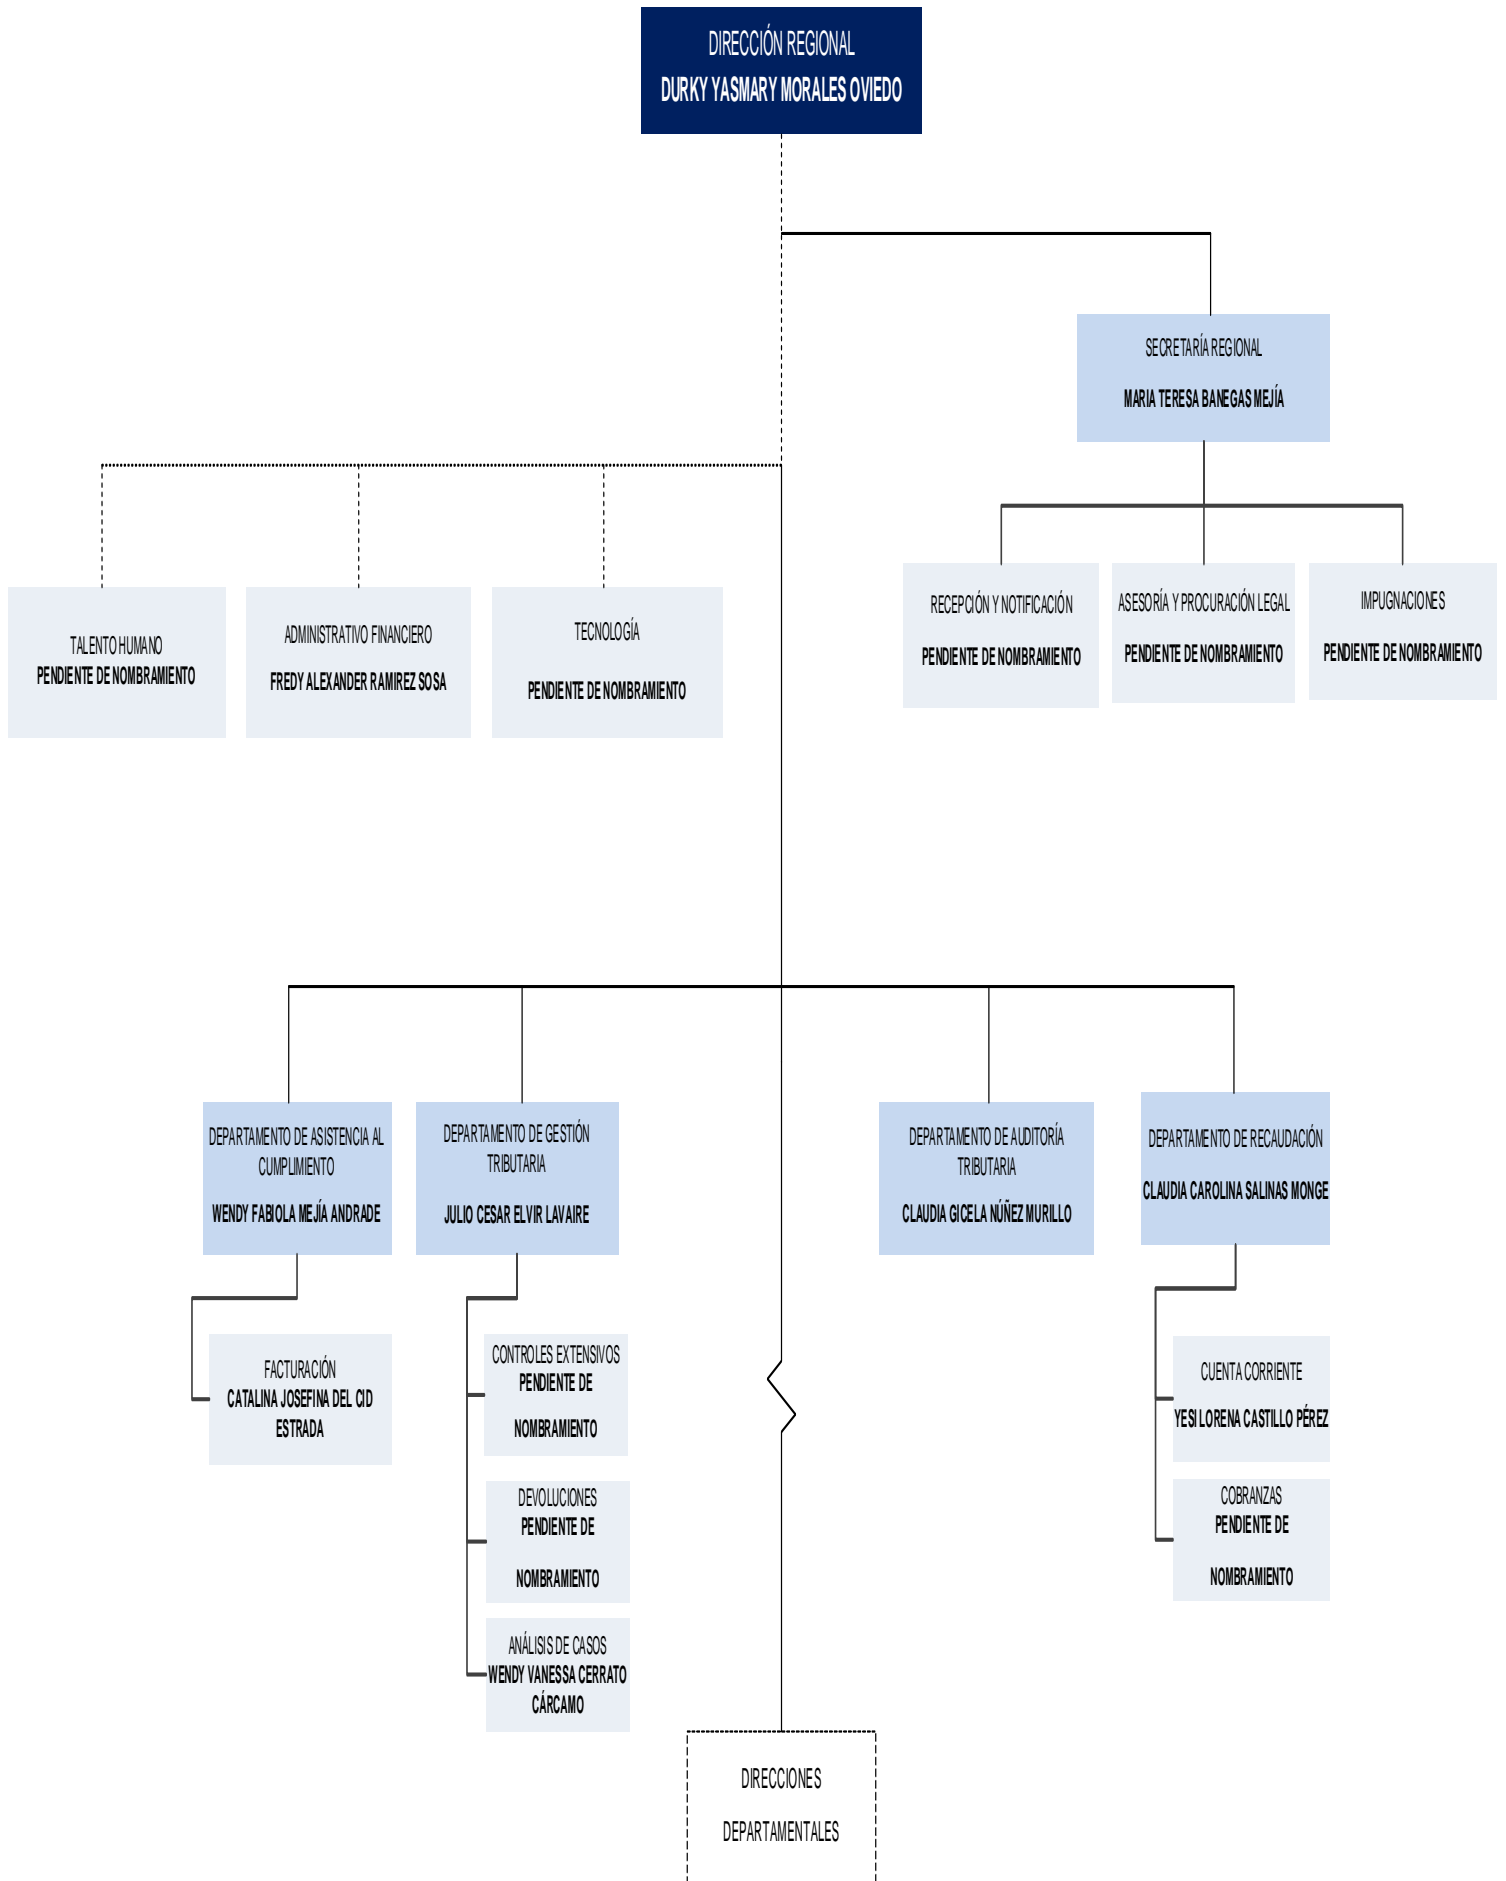 DIRECCIÓN REGIONAL
DURKY YASMARY MORALES OVIEDO
SECRETARÍA REGIONAL
MARIA TERESA BANEGAS MEJÍA
RECEPCIÓN Y NOTIFICACIÓN
PENDIENTE DE NOMBRAMIENTO
ASESORÍA Y PROCURACIÓN LEGAL
PENDIENTE DE NOMBRAMIENTO
IMPUGNACIONES
PENDIENTE DE NOMBRAMIENTO
TALENTO HUMANO
PENDIENTE DE NOMBRAMIENTO
ADMINISTRATIVO FINANCIERO
FREDY ALEXANDER RAMIREZ SOSA
TECNOLOGÍA
PENDIENTE DE NOMBRAMIENTO
DEPARTAMENTO DE ASISTENCIA AL
CUMPLIMIENTO
WENDY FABIOLA MEJÍA ANDRADE
FACTURACIÓN
CATALINA JOSEFINA DEL CID
ESTRADA
DEPARTAMENTO DE GESTIÓN
TRIBUTARIA
JULIO CESAR ELVIR LAVAIRE
CONTROLES EXTENSIVOS
PENDIENTE DE
NOMBRAMIENTO
DEVOLUCIONES
PENDIENTE DE
NOMBRAMIENTO
ANÁLISIS DE CASOS
WENDY VANESSA CERRATO
CÁRCAMO
DEPARTAMENTO DE AUDITORÍA
TRIBUTARIA
CLAUDIA GICELA NÚÑEZ MURILLO
DEPARTAMENTO DE RECAUDACIÓN
CLAUDIA CAROLINA SALINAS MONGE
CUENTA CORRIENTE
YESI LORENA CASTILLO PÉREZ
COBRANZAS
PENDIENTE DE
NOMBRAMIENTO
DIRECCIONES
DEPARTAMENTALES